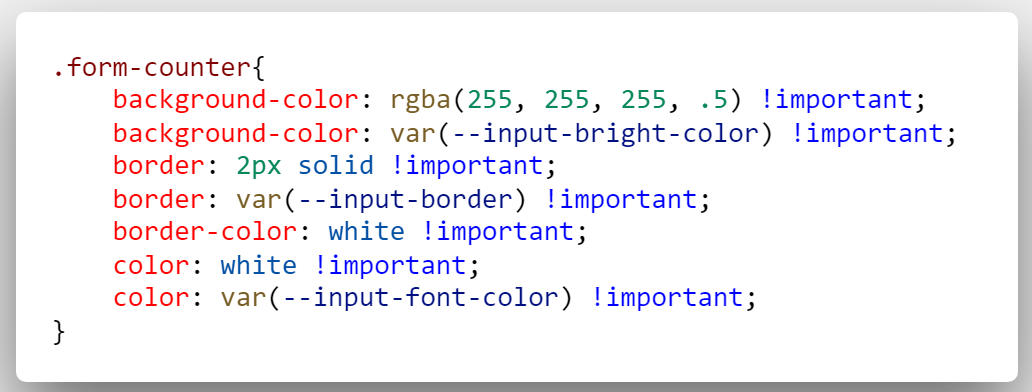 .form-counter{
    background-color: rgba(255, 255, 255, .5) !important;
    background-color: var(--input-bright-color) !important;
    border: 2px solid !important;
    border: var(--input-border) !important;
    border-color: white !important;
    color: white !important;
    color: var(--input-font-color) !important;
}